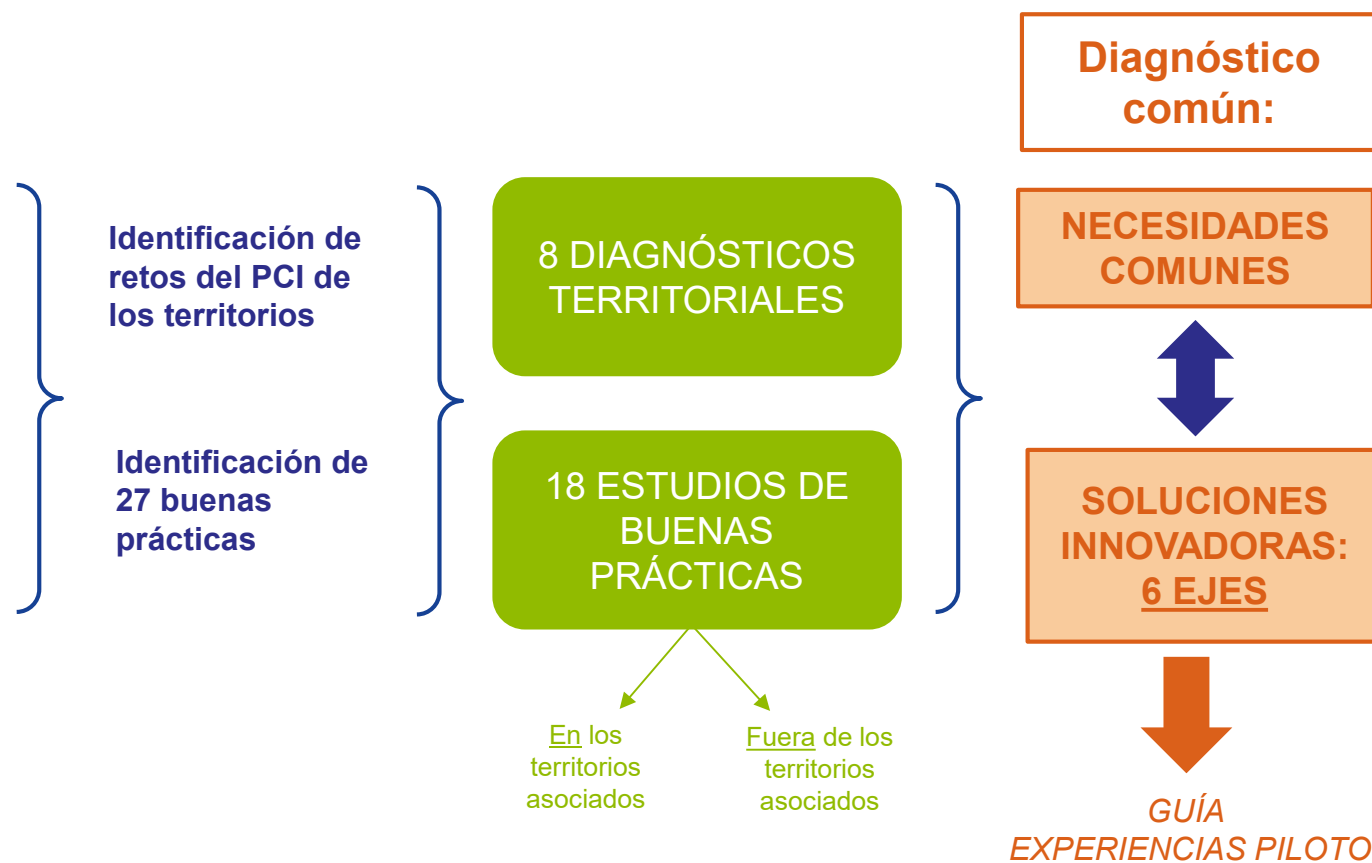 Identificación de
retos del PCI de
los territorios
Identificación de
27 buenas
prácticas
8 DIAGNÓSTICOS
TERRITORIALES
18 ESTUDIOS DE
BUENAS
PRÁCTICAS
En los
territorios
asociados
Fuera de los
territorios
asociados
Diagnóstico
común:
NECESIDADES
COMUNES
SOLUCIONES
INNOVADORAS:
6 EJES
GUÍA
EXPERIENCIAS PILOTO